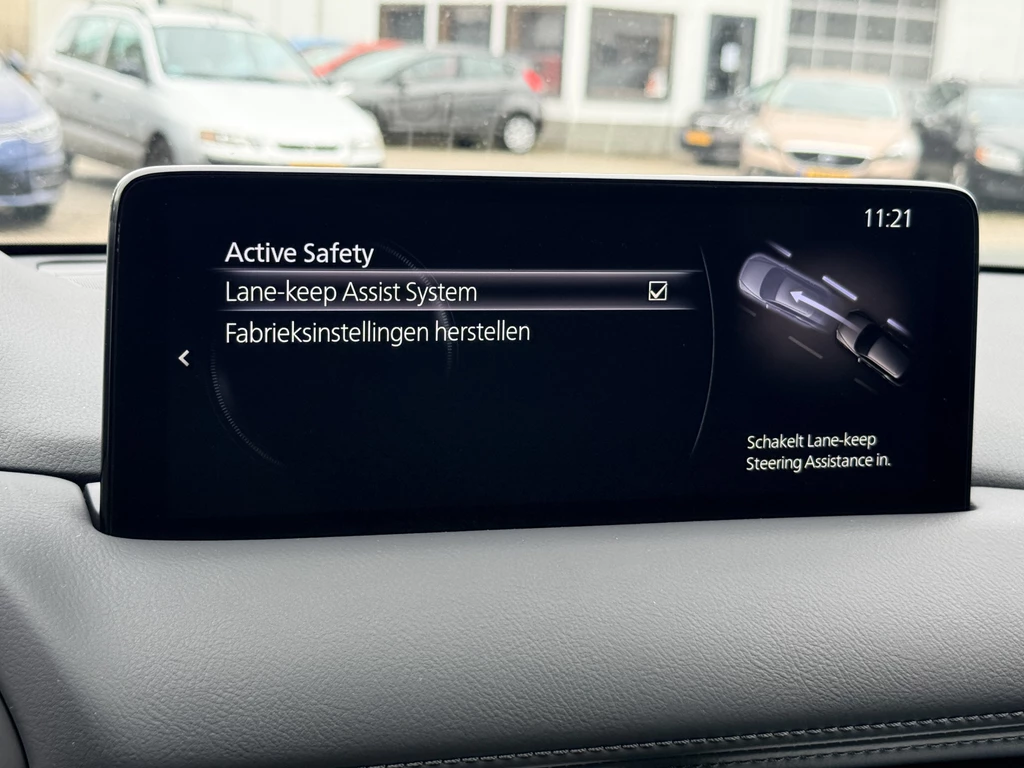 11:21
Active Safety
Lane-keep Assist System
Fabrieksinstellingen herstellen
Schakelt Lane-keep
Steering Assistance in.